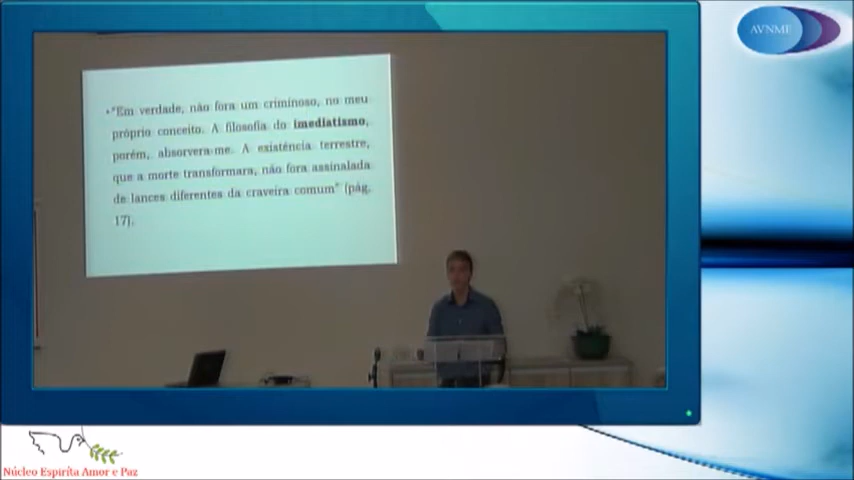 •"Em verdade, não fora um criminoso, no meu
próprio conceito. A filosofia do imediatismo,
porém, absorvera-me. A existência terrestre,
que a morte transformara, não fora assinalada
de lances diferentes da craveira comum" (pág.
17).
AVNME
Núcleo Espírita Amor e Paz